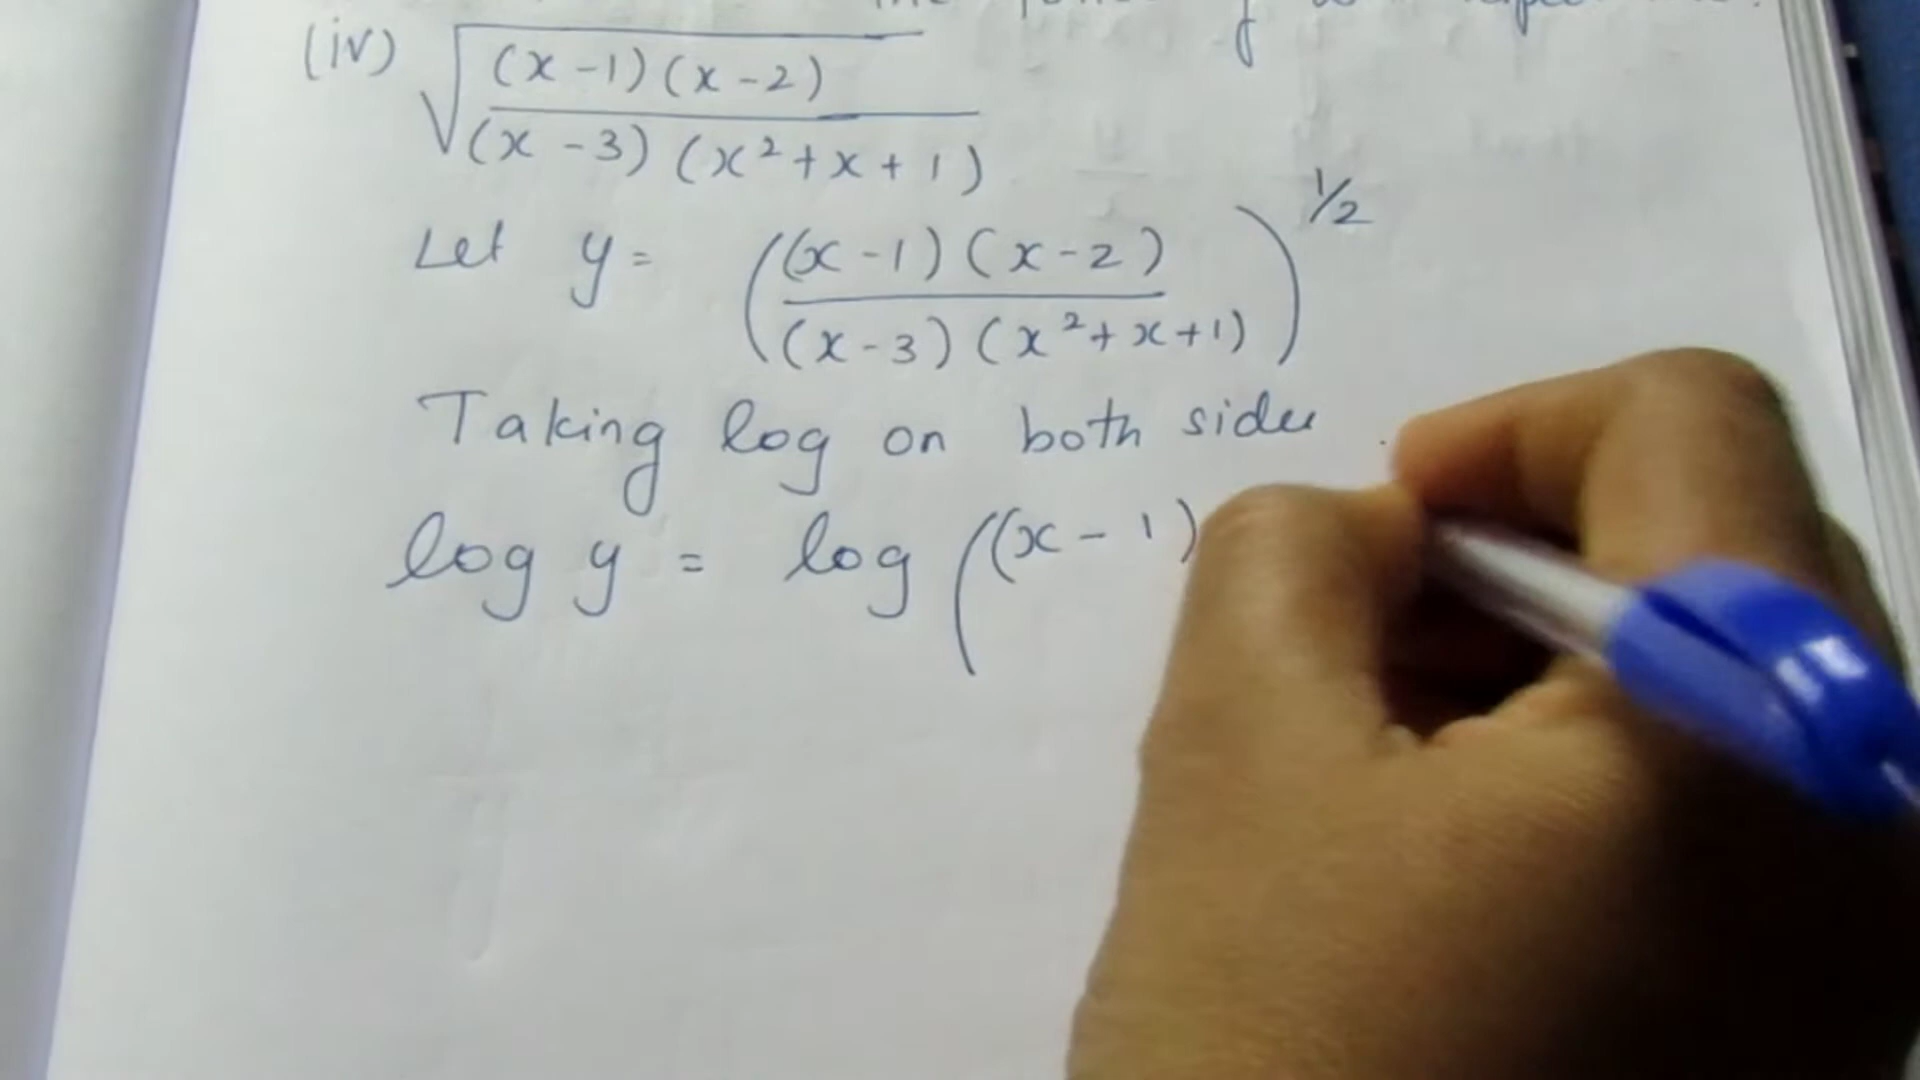 (iv) √((x-1)(x-2) / (x-3)(x²+x+1))
Let y = ((x-1)(x-2) / (x-3)(x²+x+1))^1/2
Taking log on both sides
log y = log ((x-1)